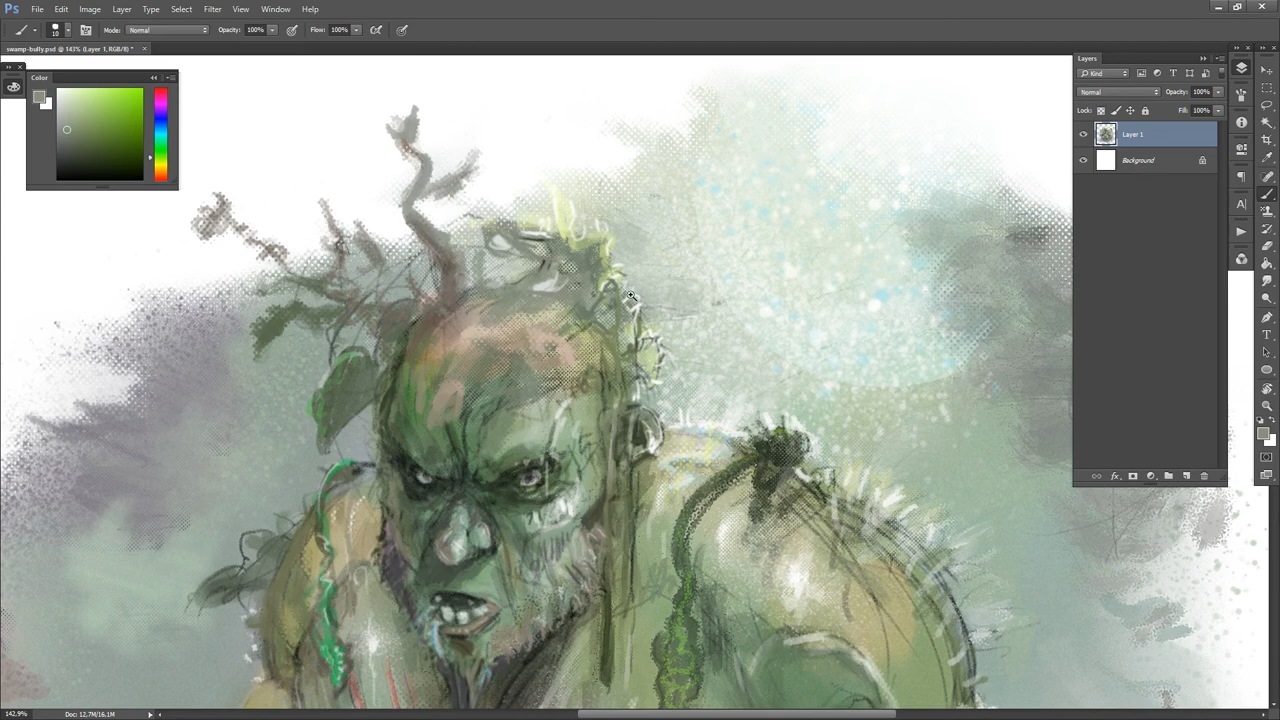 Ps File Edit Image Layer Type Select Filter View Window Help
10 Mode: Normal Opacity: 100% Flow: 100%
swamp-bully.psd @ 143% (Layer 1, RGB/8) *
Color
Layers
Kind
Normal Opacity: 100%
Lock: Fill: 100%
Layer 1
Background
fx
142.9% Doc: 12.7M/16.1M